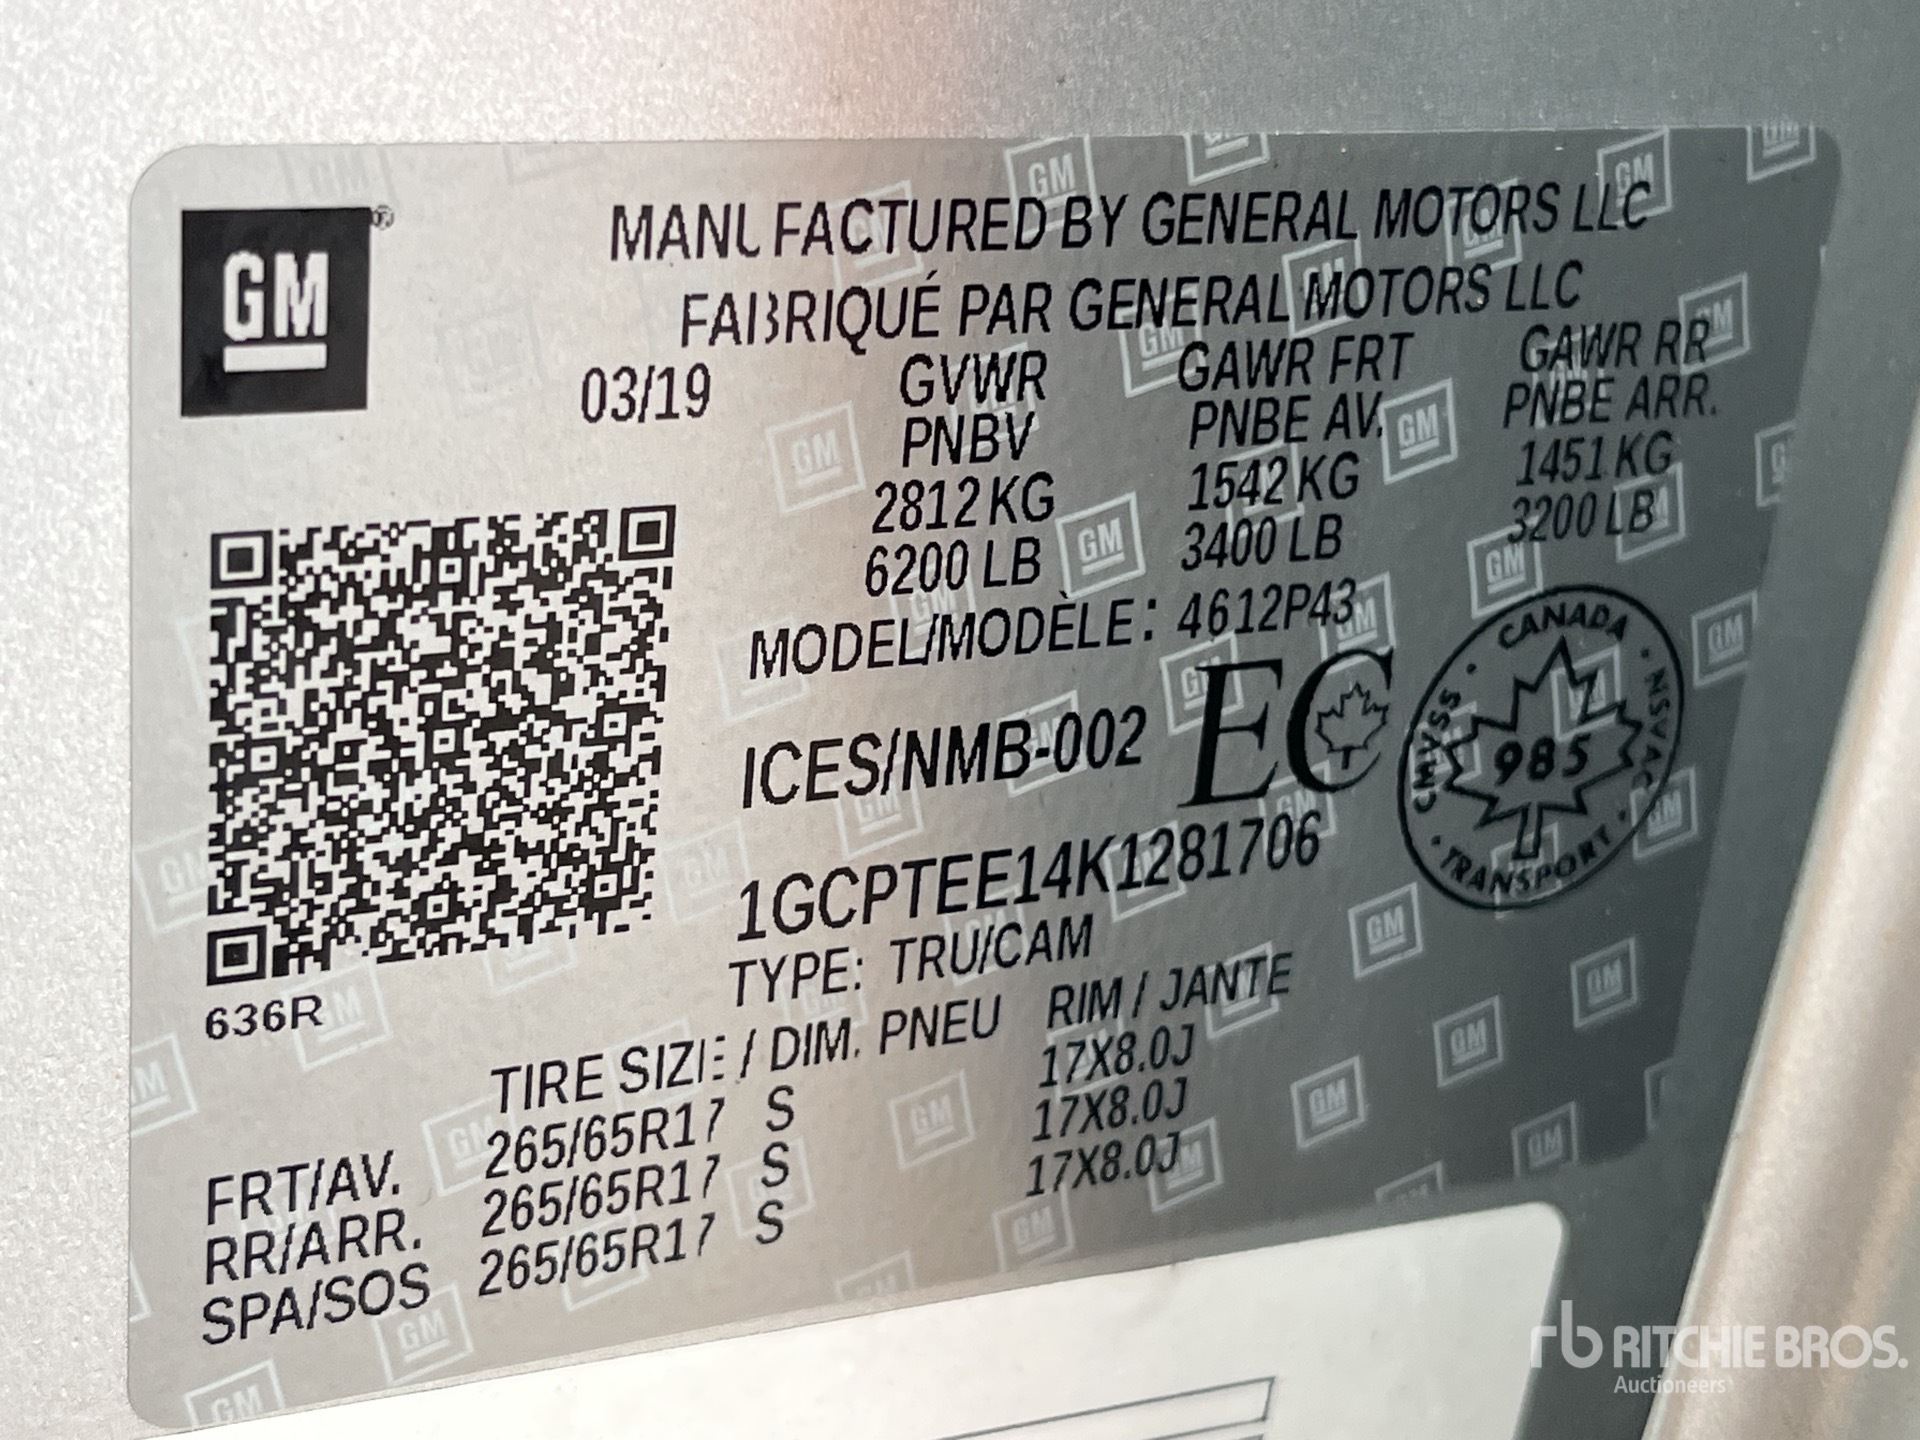 GM®
MANUFACTURED BY GENERAL MOTORS LLC
FABRIQUÉ PAR GENERAL MOTORS LLC
03/19 GVWR GAWR FRT GAWR RR
PNBV PNBE AV. PNBE ARR.
2812 KG 1542 KG 1451 KG
6200 LB 3400 LB 3200 LB
MODEL/MODÈLE: 4612P43
ICES/NMB-002 EC
CANADA · NSVAC · TRANSPORT · CMVSS ·
985
1GCPTEE14K1281706
TYPE: TRU/CAM
636R
TIRE SIZE / DIM. PNEU RIM / JANTE
FRT/AV. 265/65R17 S 17X8.0J
RR/ARR. 265/65R17 S 17X8.0J
SPA/SOS 265/65R17 S 17X8.0J
rb RITCHIE BROS.
Auctioneers